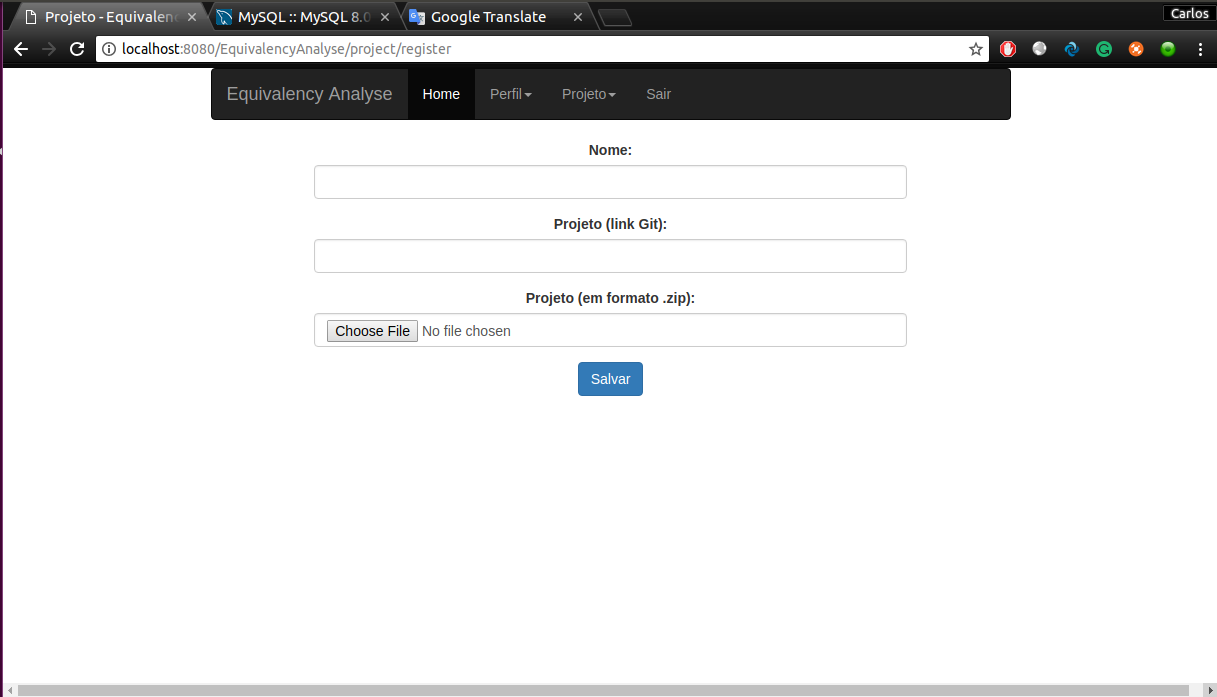 Projeto - Equivalenc
MySQL :: MySQL 8.0
Google Translate
Carlos
localhost:8080/EquivalencyAnalyse/project/register
Equivalency Analyse Home Perfil Projeto Sair
Nome:
Projeto (link Git):
Projeto (em formato .zip):
Choose File No file chosen
Salvar